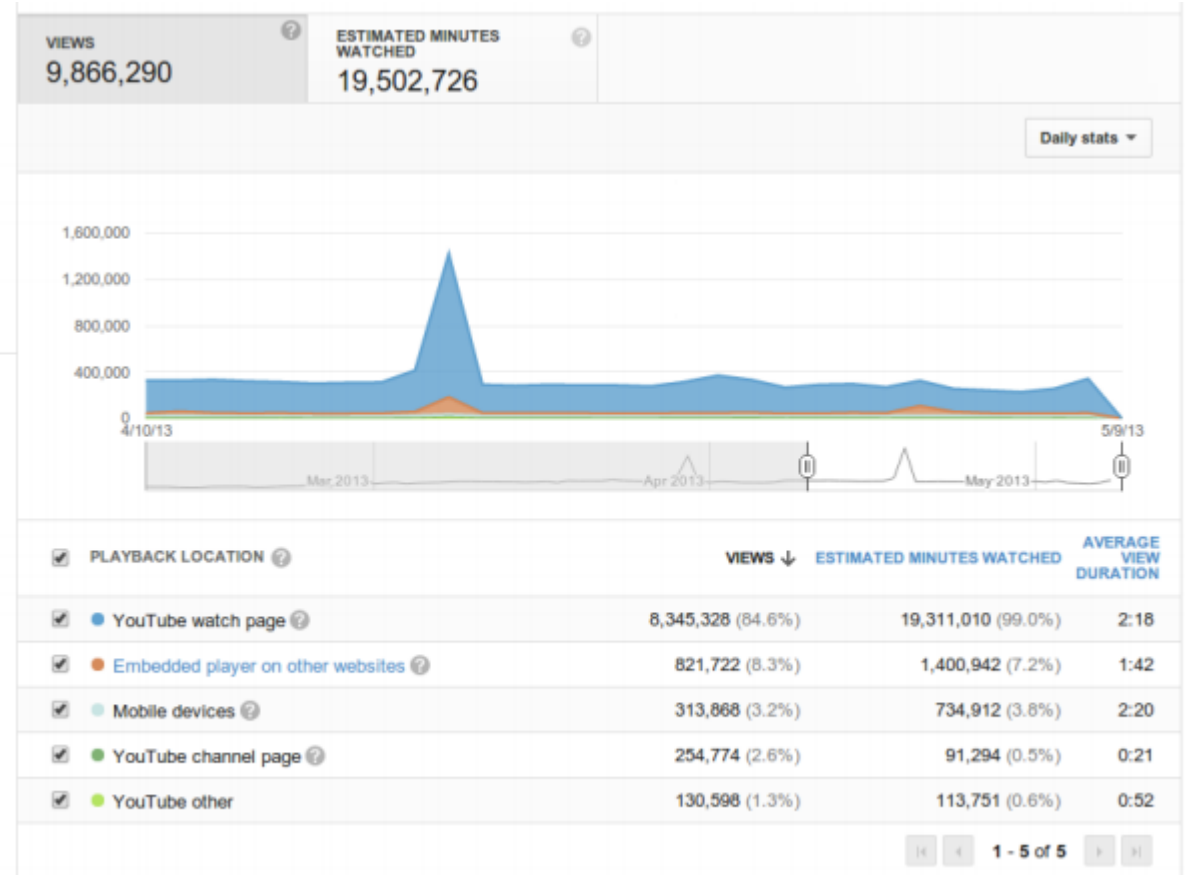 VIEWS ?
9,866,290
ESTIMATED MINUTES WATCHED ?
19,502,726
Daily stats
1,600,000
1,200,000
800,000
400,000
0
4/10/13 5/9/13
Mar 2013 Apr 2013 May 2013
PLAYBACK LOCATION ? VIEWS ↓ ESTIMATED MINUTES WATCHED AVERAGE VIEW DURATION
YouTube watch page ? 8,345,328 (84.6%) 19,311,010 (99.0%) 2:18
Embedded player on other websites ? 821,722 (8.3%) 1,400,942 (7.2%) 1:42
Mobile devices ? 313,868 (3.2%) 734,912 (3.8%) 2:20
YouTube channel page ? 254,774 (2.6%) 91,294 (0.5%) 0:21
YouTube other 130,598 (1.3%) 113,751 (0.6%) 0:52
1 - 5 of 5